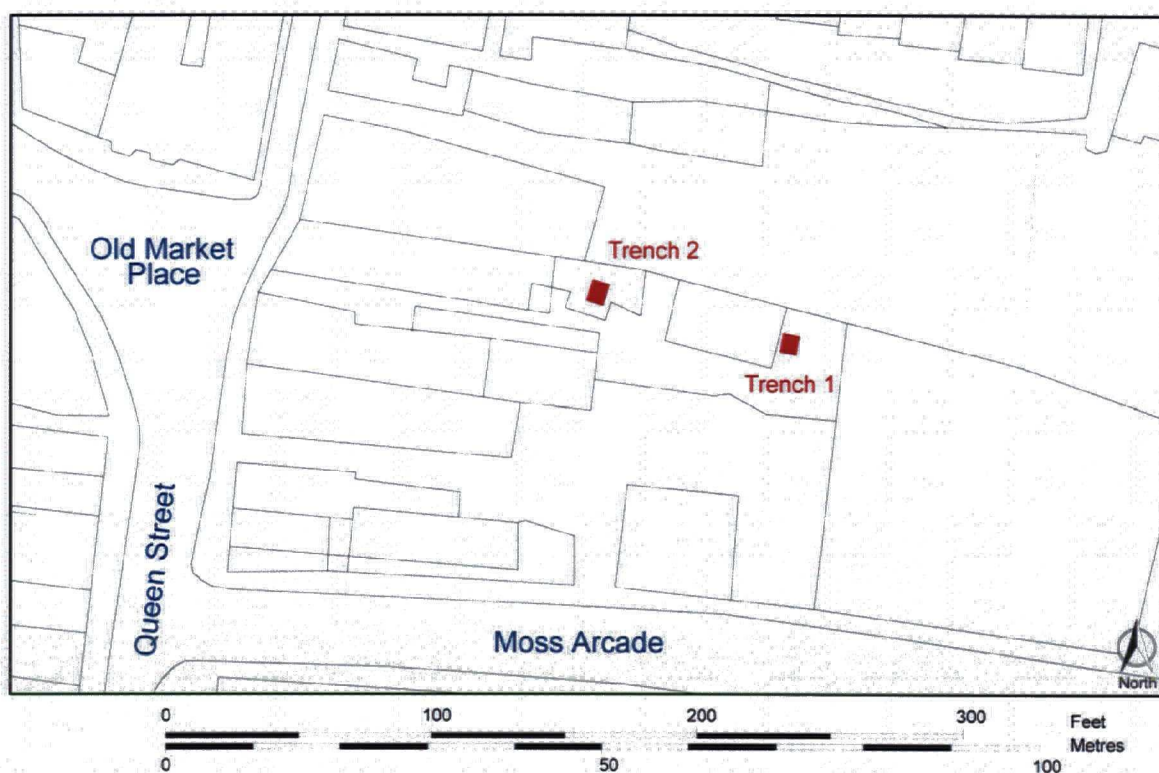 Old Market
Place
Trench 2
Trench 1
Queen Street
Moss Arcade
North
0 100 200 300 Feet
Metres
0 50 100